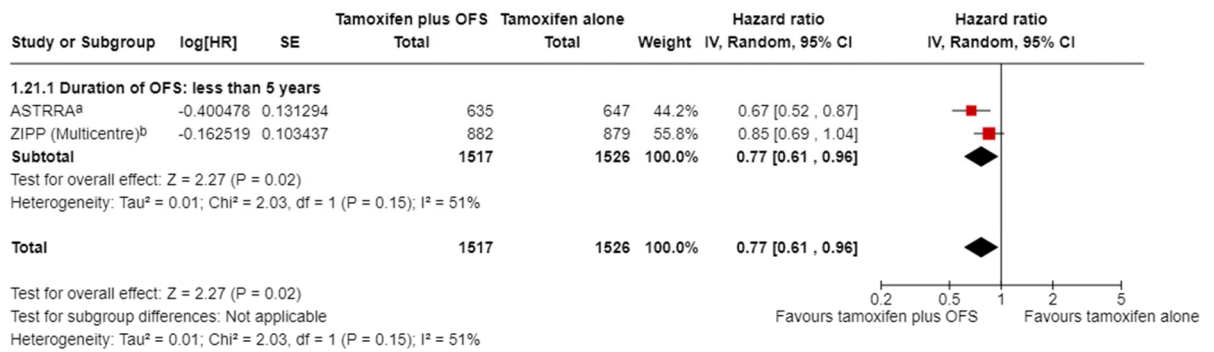 Tamoxifen plus OFS Tamoxifen alone Hazard ratio Hazard ratio
Study or Subgroup log[HR] SE Total Total Weight IV, Random, 95% CI IV, Random, 95% CI
1.21.1 Duration of OFS: less than 5 years
ASTRRAᵃ -0.400478 0.131294 635 647 44.2% 0.67 [0.52 , 0.87]
ZIPP (Multicentre)ᵇ -0.162519 0.103437 882 879 55.8% 0.85 [0.69 , 1.04]
Subtotal 1517 1526 100.0% 0.77 [0.61 , 0.96]
Test for overall effect: Z = 2.27 (P = 0.02)
Heterogeneity: Tau² = 0.01; Chi² = 2.03, df = 1 (P = 0.15); I² = 51%
Total 1517 1526 100.0% 0.77 [0.61 , 0.96]
Test for overall effect: Z = 2.27 (P = 0.02)
0.2 0.5 1 2 5
Test for subgroup differences: Not applicable
Favours tamoxifen plus OFS Favours tamoxifen alone
Heterogeneity: Tau² = 0.01; Chi² = 2.03, df = 1 (P = 0.15); I² = 51%